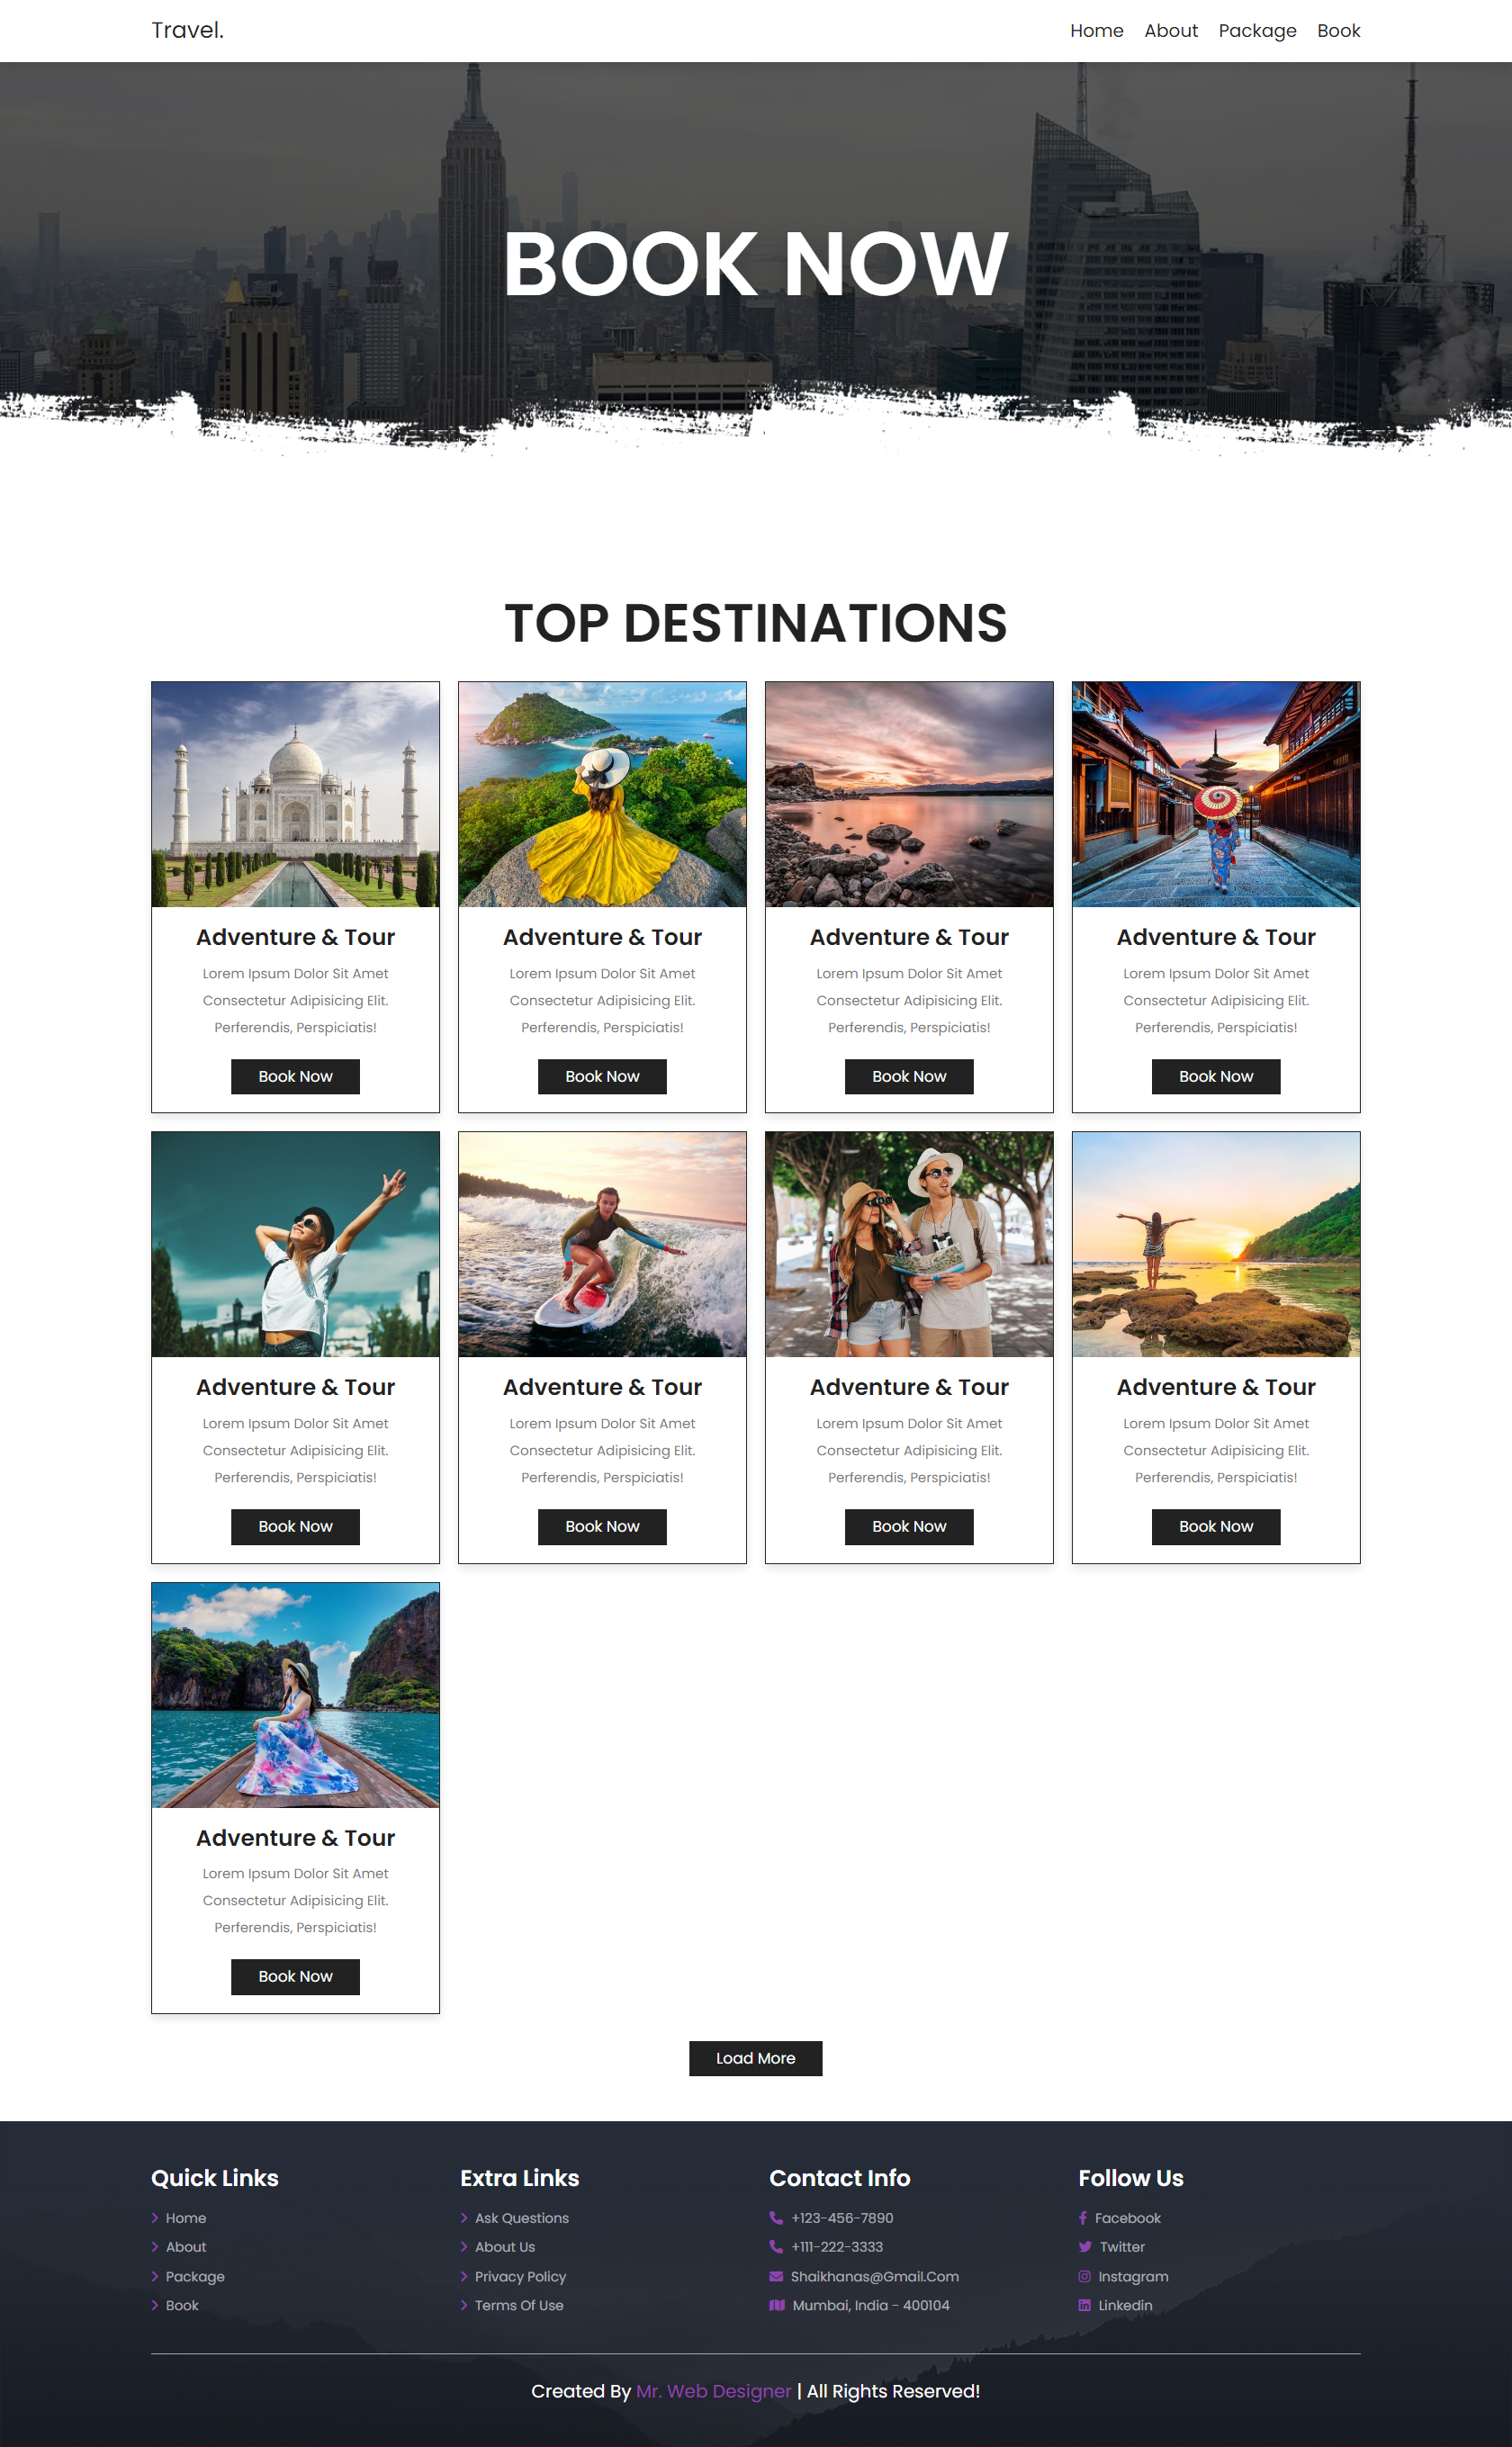 Travel.
Home About Package Book
BOOK NOW
TOP DESTINATIONS
Adventure & Tour
Lorem Ipsum Dolor Sit Amet
Consectetur Adipisicing Elit.
Perferendis, Perspiciatis!
Book Now
Adventure & Tour
Lorem Ipsum Dolor Sit Amet
Consectetur Adipisicing Elit.
Perferendis, Perspiciatis!
Book Now
Adventure & Tour
Lorem Ipsum Dolor Sit Amet
Consectetur Adipisicing Elit.
Perferendis, Perspiciatis!
Book Now
Adventure & Tour
Lorem Ipsum Dolor Sit Amet
Consectetur Adipisicing Elit.
Perferendis, Perspiciatis!
Book Now
Adventure & Tour
Lorem Ipsum Dolor Sit Amet
Consectetur Adipisicing Elit.
Perferendis, Perspiciatis!
Book Now
Adventure & Tour
Lorem Ipsum Dolor Sit Amet
Consectetur Adipisicing Elit.
Perferendis, Perspiciatis!
Book Now
Adventure & Tour
Lorem Ipsum Dolor Sit Amet
Consectetur Adipisicing Elit.
Perferendis, Perspiciatis!
Book Now
Adventure & Tour
Lorem Ipsum Dolor Sit Amet
Consectetur Adipisicing Elit.
Perferendis, Perspiciatis!
Book Now
Adventure & Tour
Lorem Ipsum Dolor Sit Amet
Consectetur Adipisicing Elit.
Perferendis, Perspiciatis!
Book Now
Load More
Quick Links
Home
About
Package
Book
Extra Links
Ask Questions
About Us
Privacy Policy
Terms Of Use
Contact Info
+123-456-7890
+111-222-3333
Shaikhanas@Gmail.Com
Mumbai, India - 400104
Follow Us
Facebook
Twitter
Instagram
Linkedin
Created By Mr. Web Designer | All Rights Reserved!